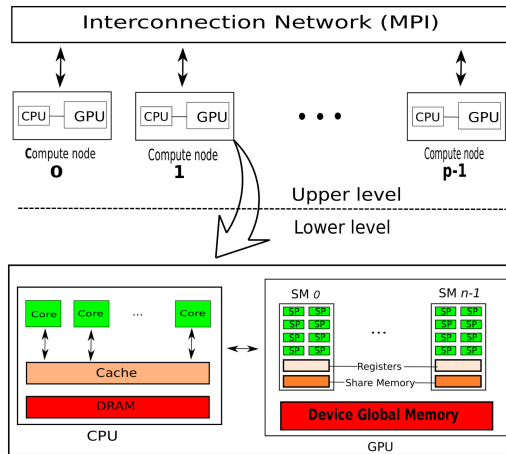 Interconnection Network (MPI)
CPU GPU CPU GPU CPU GPU
Compute node Compute node Compute node
0 1 p-1
Upper level
Lower level
SM 0 SM n-1
SP SP SP SP
Core Core ... Core
SP SP SP SP
...
SP SP SP SP
SP SP SP SP
Registers
Cache
Share Memory
DRAM
Device Global Memory
CPU
GPU